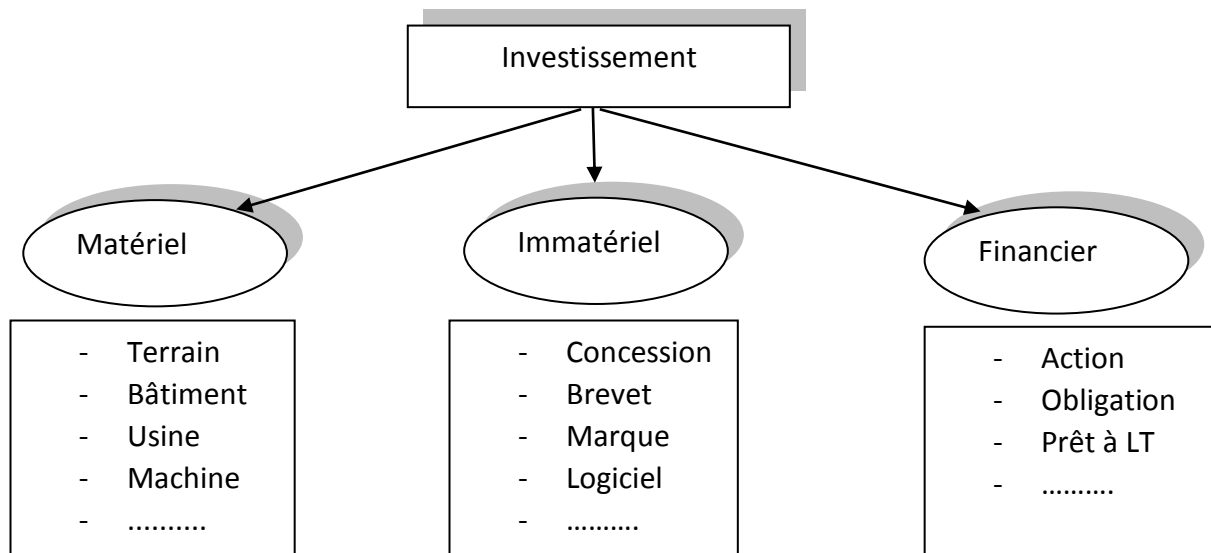 Investissement
Matériel
Immatériel
Financier
- Terrain
- Bâtiment
- Usine
- Machine
- ..........
- Concession
- Brevet
- Marque
- Logiciel
- ..........
- Action
- Obligation
- Prêt à LT
- ..........